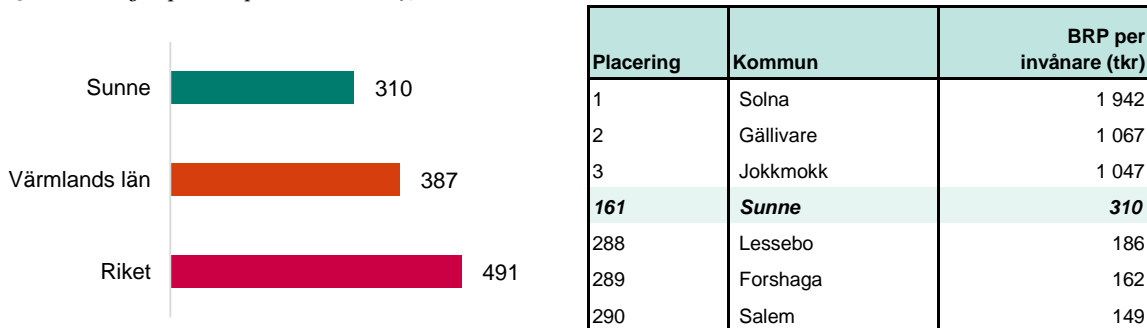 Sunne 310
Värmlands län 387
Riket 491
Placering Kommun BRP per invånare (tkr)
1 Solna 1 942
2 Gällivare 1 067
3 Jokkmokk 1 047
161 Sunne 310
288 Lessebo 186
289 Forshaga 162
290 Salem 149